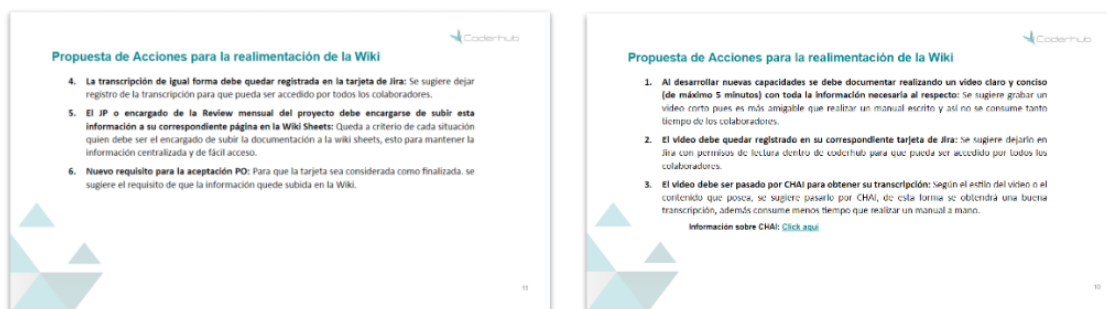 Coderhub
Propuesta de Acciones para la realimentación de la Wiki
4. La transcripción de igual forma debe quedar registrada en la tarjeta de Jira: Se sugiere dejar
registro de la transcripción para que pueda ser accedido por todos los colaboradores.
5. El JP o encargado de la Review mensual del proyecto debe encargarse de subir esta
información a su correspondiente página en la Wiki Sheets: Queda a criterio de cada situación
quien debe ser el encargado de subir la documentación a la wiki sheets, esto para mantener la
información centralizada y de fácil acceso.
6. Nuevo requisito para la aceptación PO: Para que la tarjeta sea considerada como finalizada. se
sugiere el requisito de que la información quede subida en la Wiki.
11
Coderhub
Propuesta de Acciones para la realimentación de la Wiki
1. Al desarrollar nuevas capacidades se debe documentar realizando un video claro y conciso
(de máximo 5 minutos) con toda la información necesaria al respecto: Se sugiere grabar un
video corto pues es más amigable que realizar un manual escrito y así no se consume tanto
tiempo de los colaboradores.
2. El video debe quedar registrado en su correspondiente tarjeta de Jira: Se sugiere dejarlo en
Jira con permisos de lectura dentro de coderhub para que pueda ser accedido por todos los
colaboradores.
3. El video debe ser pasado por CHAI para obtener su transcripción: Según el estilo del video o el
contenido que posea, se sugiere pasarlo por CHAI, de esta forma se obtendrá una buena
transcripción, además consume menos tiempo que realizar un manual a mano.
Información sobre CHAI: Click aqui
10